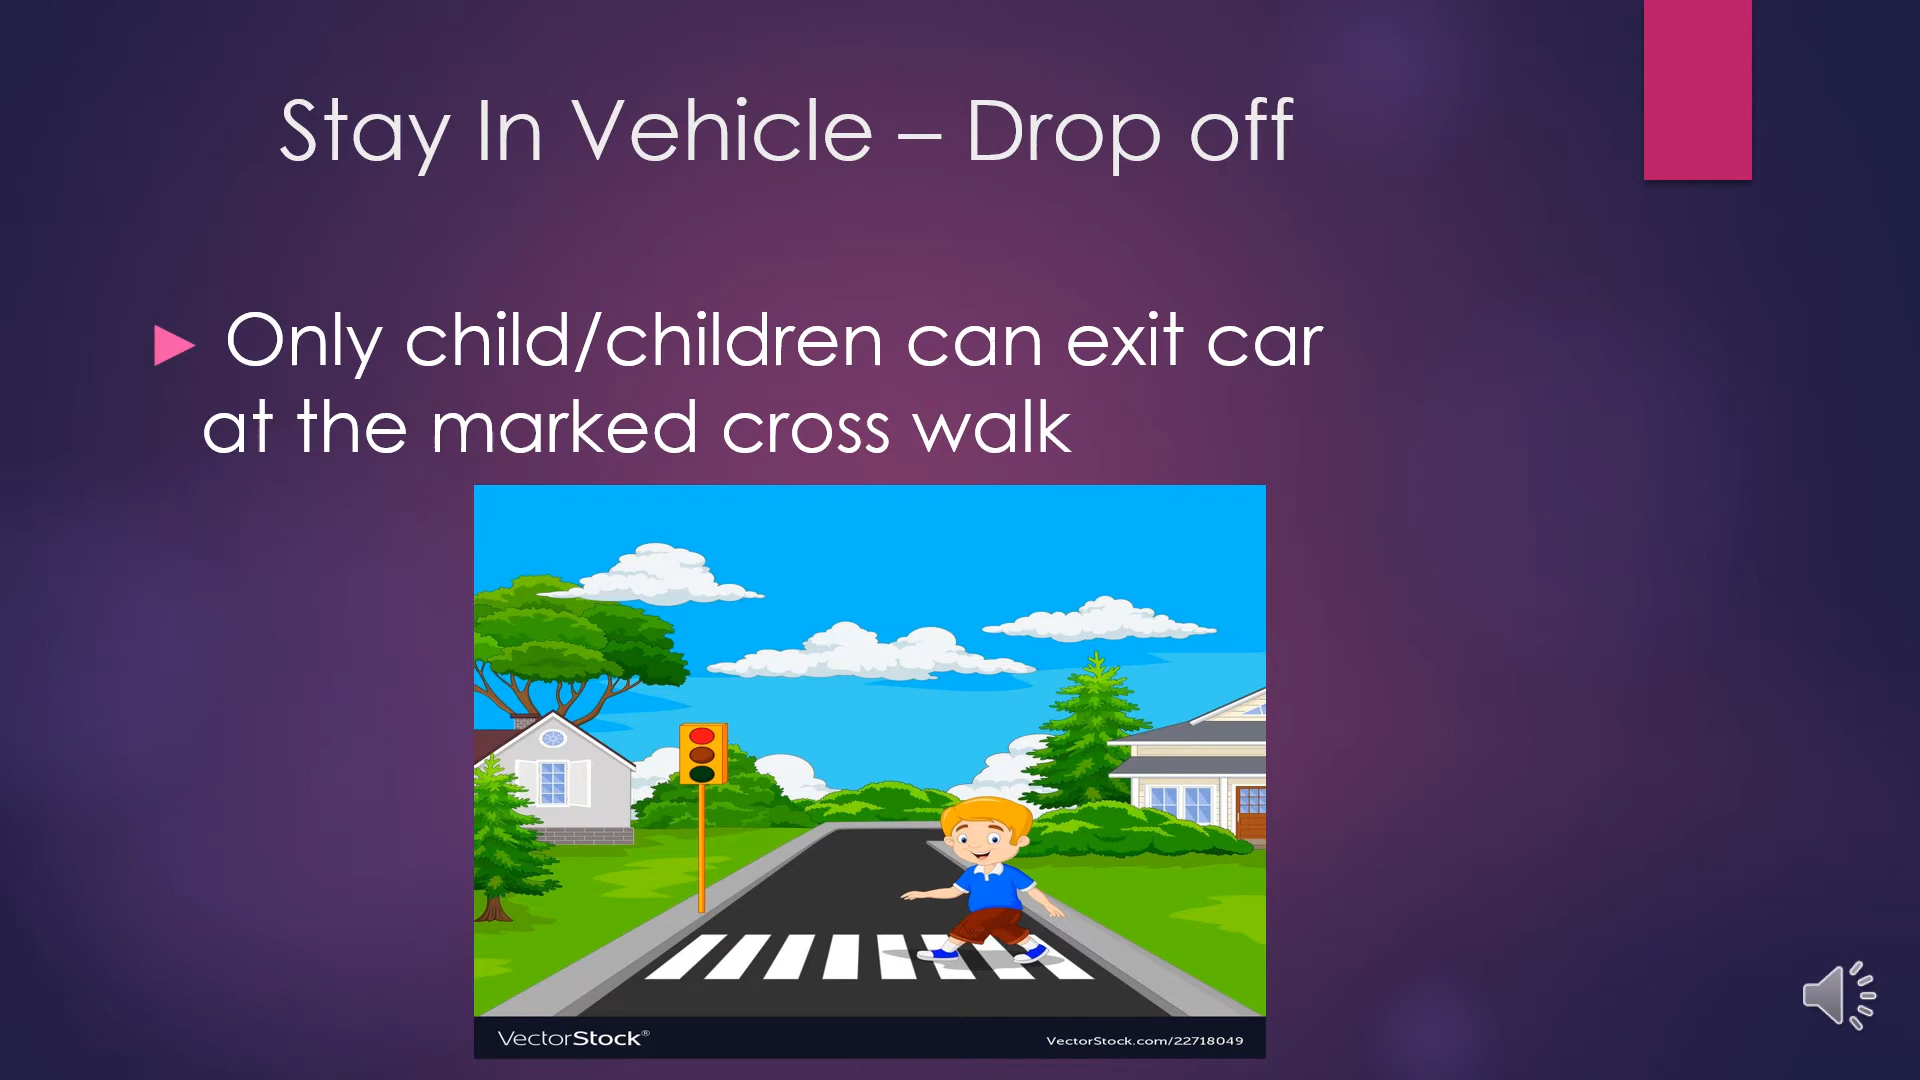 Stay In Vehicle – Drop off
Only child/children can exit car
at the marked cross walk
VectorStock®
VectorStock.com/22718049